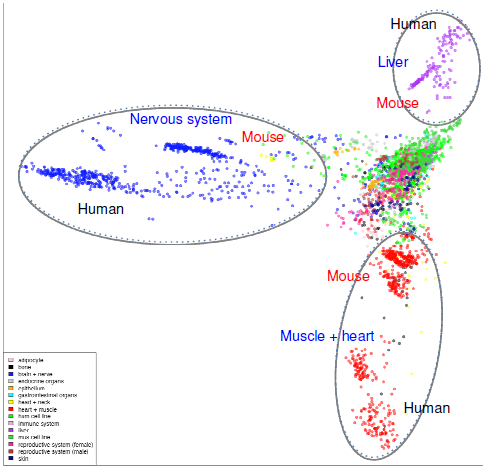 Human
Liver
Mouse
Nervous system
Mouse
Human
Mouse
Muscle + heart
Human
adipocyte
bone
brain + nerve
endocrine organs
epithelium
gastrointestinal organs
head + neck
heart + muscle
hum cell line
immune system
liver
mus cell line
reproductive system (female)
reproductive system (male)
skin